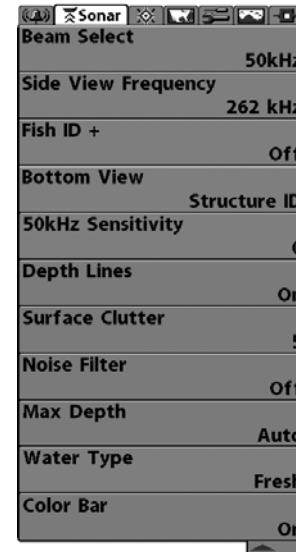 Sonar
Beam Select
50kHz
Side View Frequency
262 kHz
Fish ID +
Off
Bottom View
Structure ID
50kHz Sensitivity
Depth Lines
On
Surface Clutter
5
Noise Filter
Off
Max Depth
Auto
Water Type
Fresh
Color Bar
On